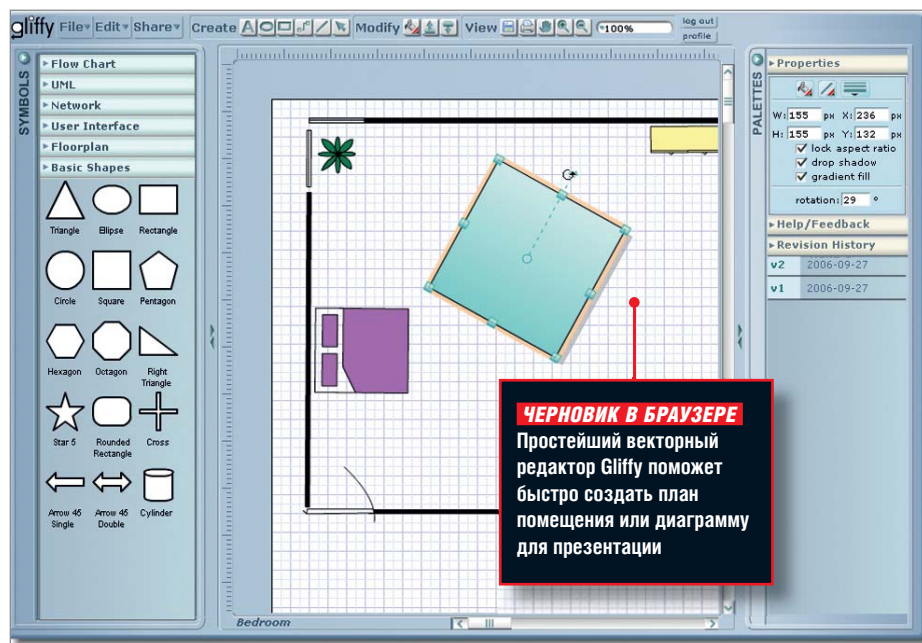 gliffy File Edit Share Create Modify View 100% log out
profile
SYMBOLS
Flow Chart
UML
Network
User Interface
Floorplan
Basic Shapes
Triangle Ellipse Rectangle
Circle Square Pentagon
Hexagon Octagon Right
Triangle
Star 5 Rounded Cross
Rectangle
Arrow 45 Arrow 45 Cylinder
Single Double
Bedroom
PALETTES
Properties
W: 155 px X: 236 px
H: 155 px Y: 132 px
lock aspect ratio
drop shadow
gradient fill
rotation: 29 °
Help/Feedback
Revision History
v2 2006-09-27
v1 2006-09-27
ЧЕРНОВИК В БРАУЗЕРЕ
Простейший векторный
редактор Gliffy поможет
быстро создать план
помещения или диаграмму
для презентации